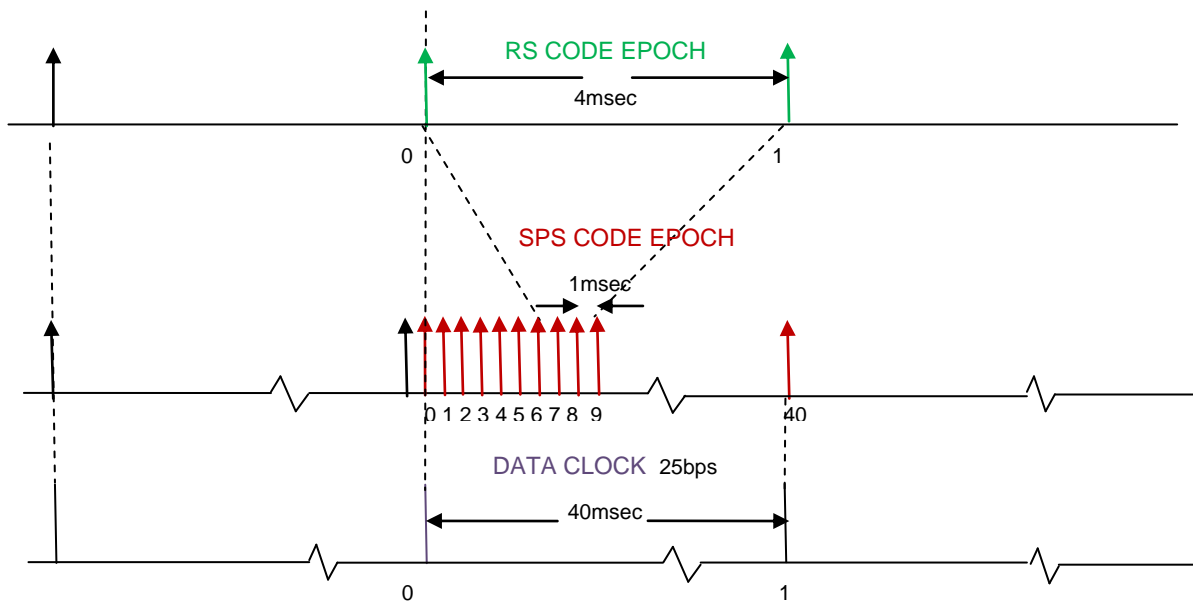 RS CODE EPOCH
4msec
0 1
SPS CODE EPOCH
1msec
0 1 2 3 4 5 6 7 8 9 40
DATA CLOCK 25bps
40msec
0 1